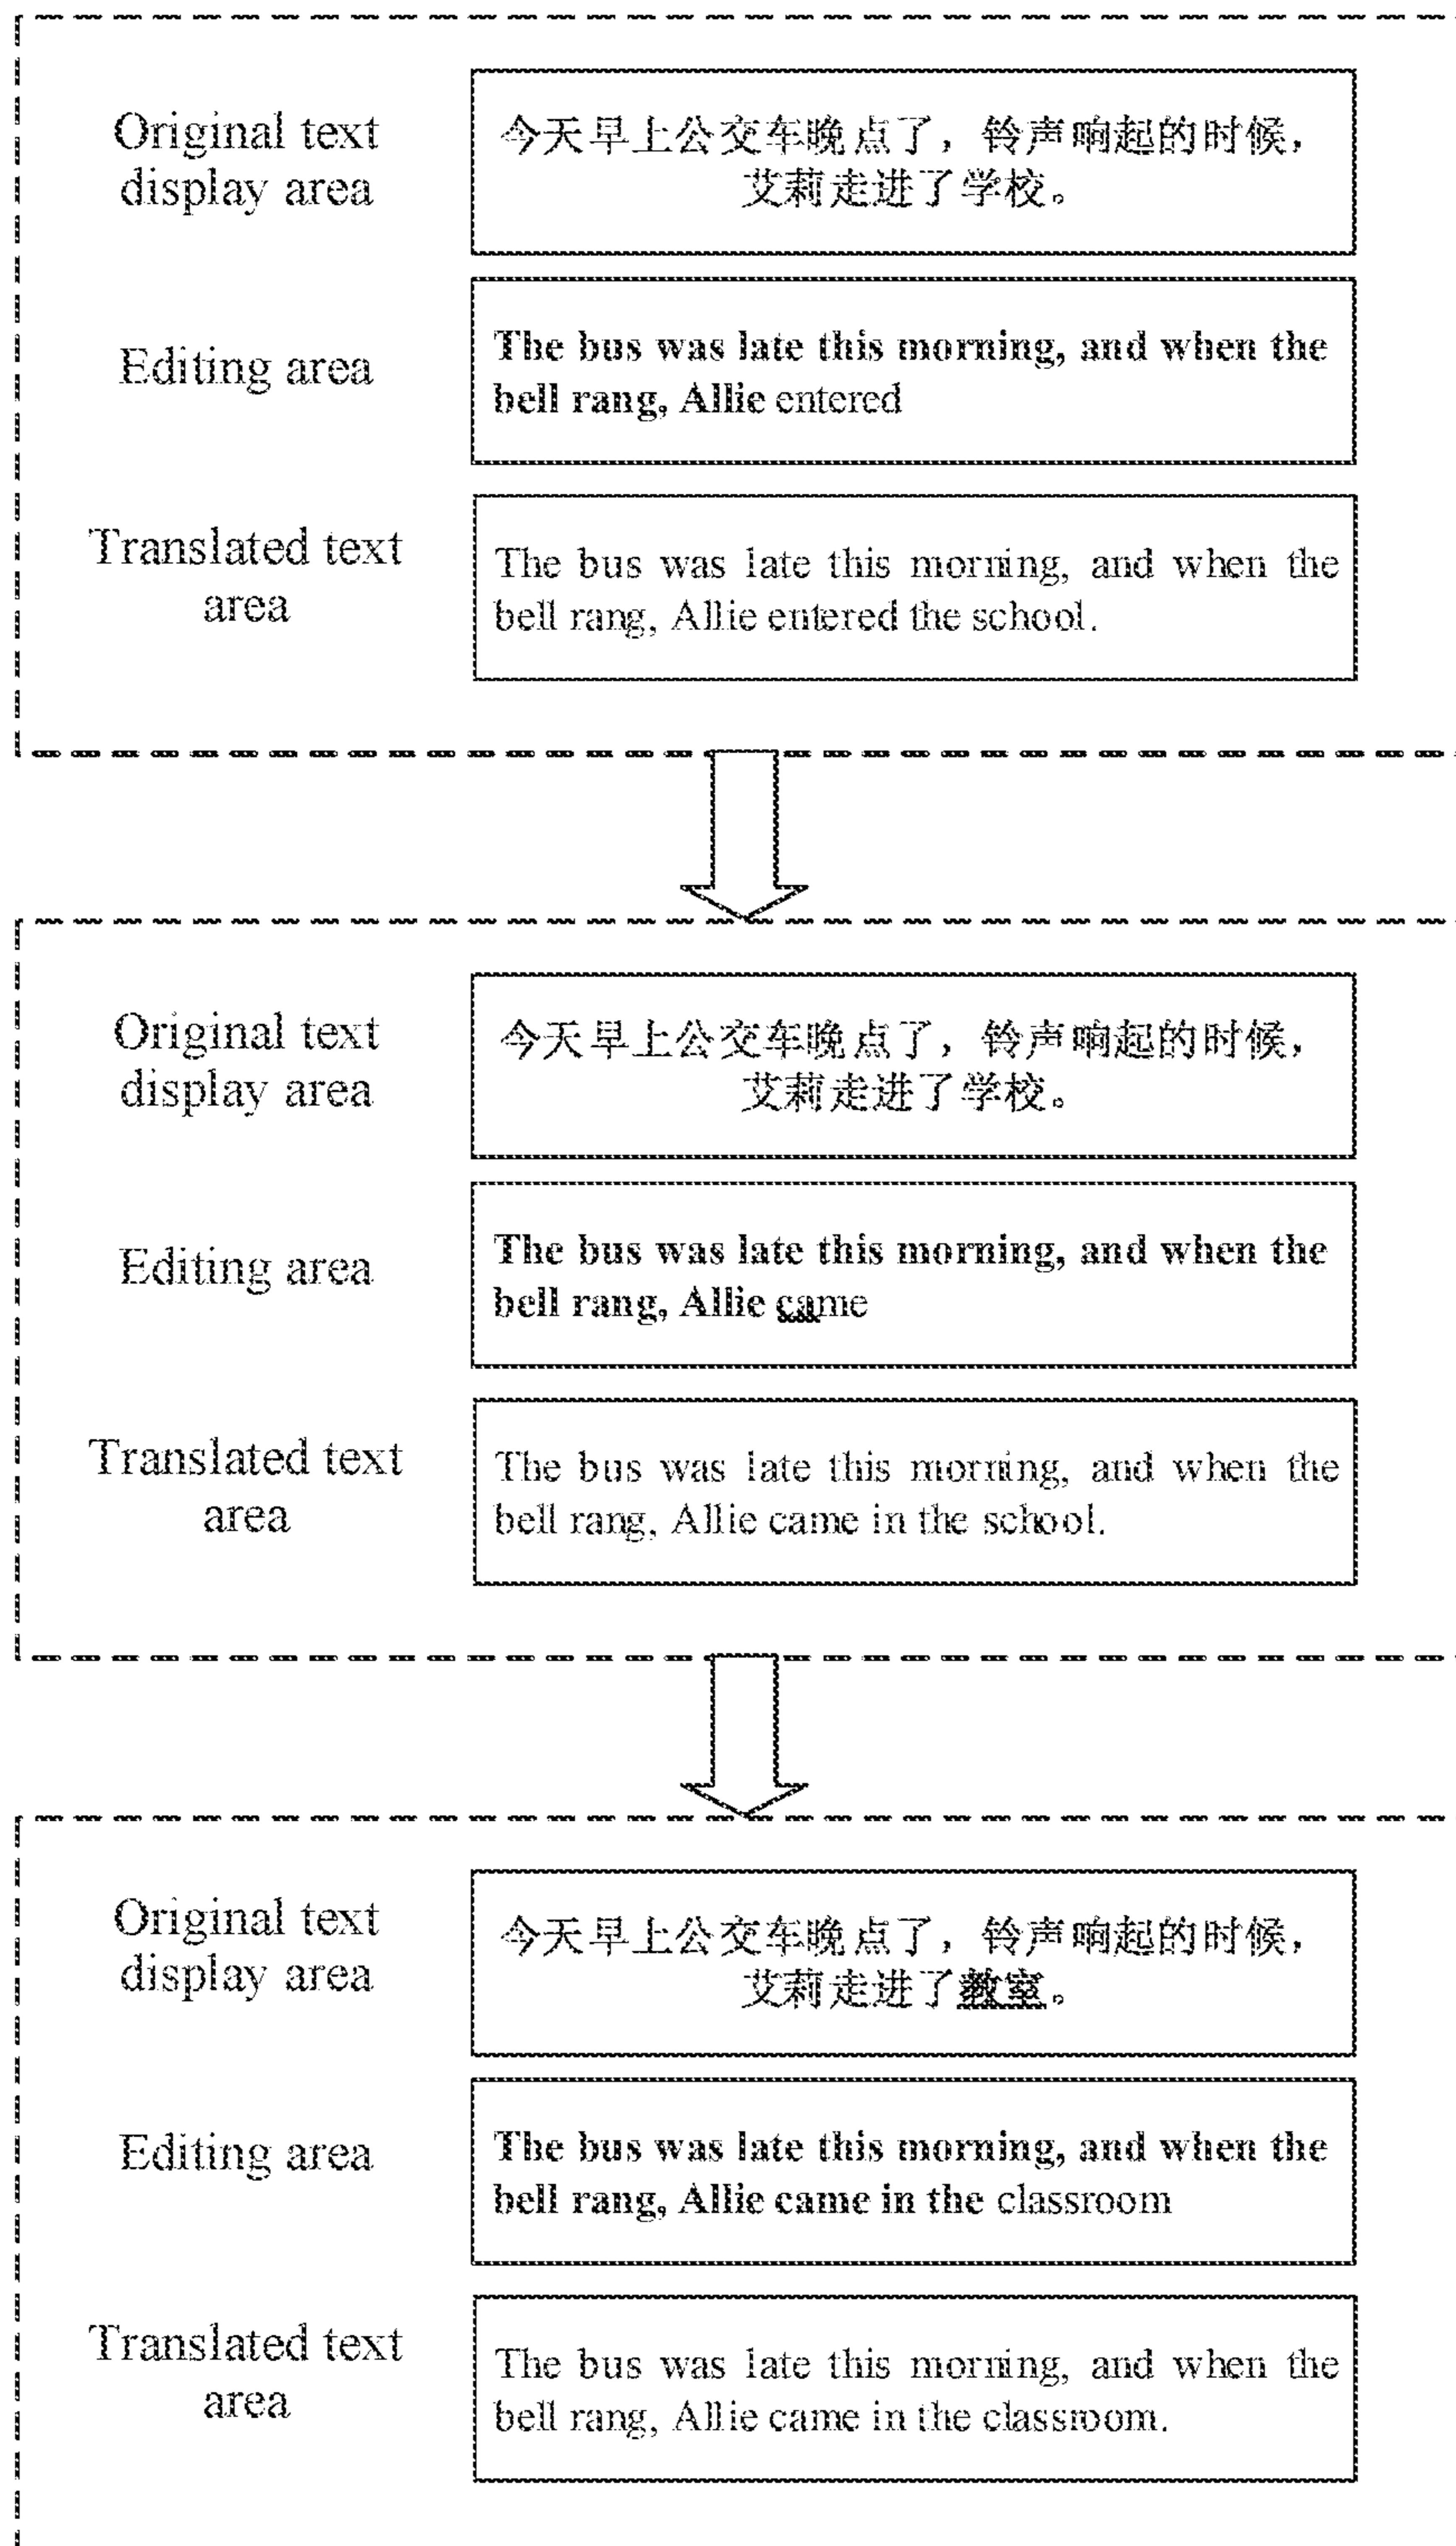 Original text
display area
今天早上公交车晚点了，铃声响起的时候，
艾莉走进了学校。
Editing area
The bus was late this morning, and when the
bell rang, Allie entered
Translated text
area
The bus was late this morning, and when the
bell rang, Allie entered the school.
Original text
display area
今天早上公交车晚点了，铃声响起的时候，
艾莉走进了学校。
Editing area
The bus was late this morning, and when the
bell rang, Allie came
Translated text
area
The bus was late this morning, and when the
bell rang, Allie came in the school.
Original text
display area
今天早上公交车晚点了，铃声响起的时候，
艾莉走进了教室。
Editing area
The bus was late this morning, and when the
bell rang, Allie came in the classroom
Translated text
area
The bus was late this morning, and when the
bell rang, Allie came in the classroom.